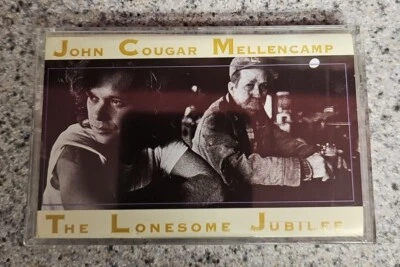 JOHN COUGAR MELLENCAMP
THE LONESOME JUBILEE